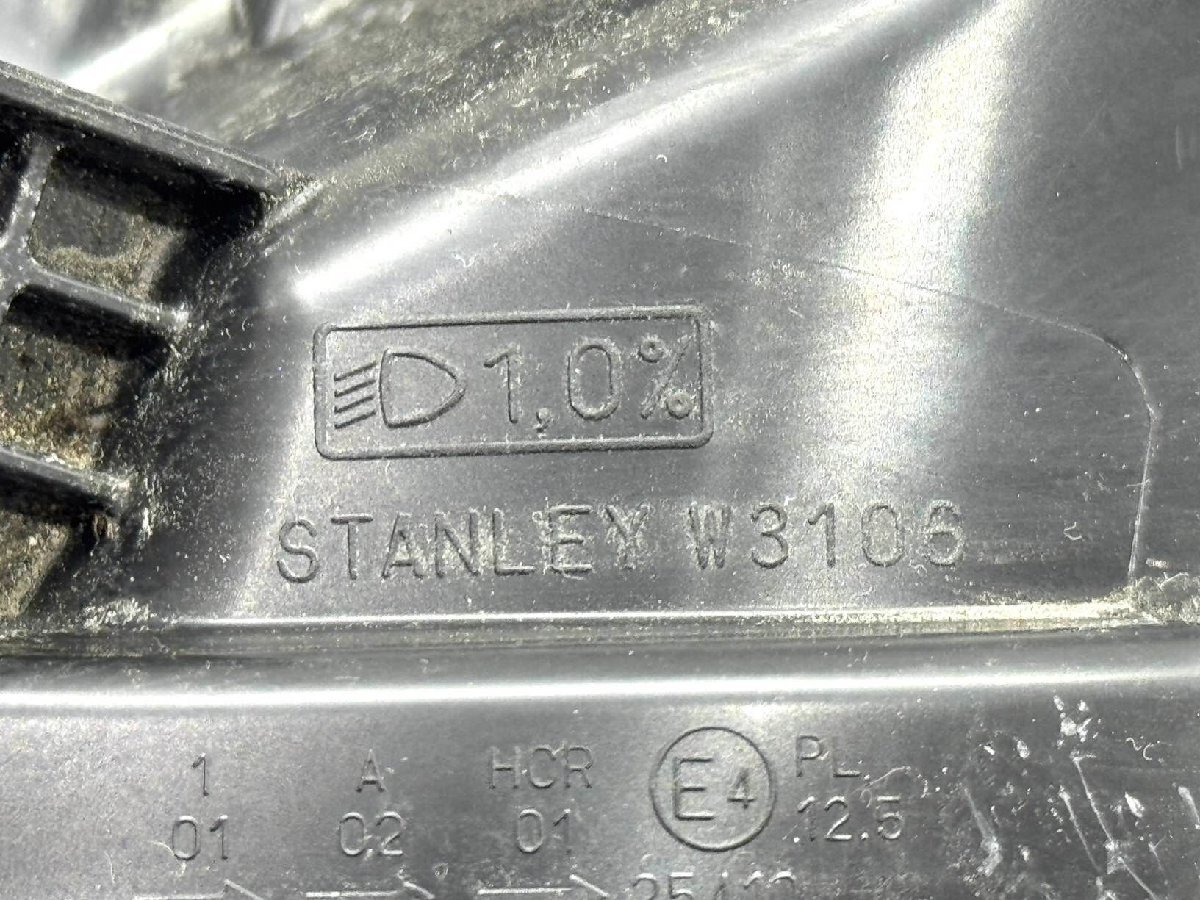 1,0%
STANLEY W3106
1 A HCR E4 PL
01 02 01 12.5